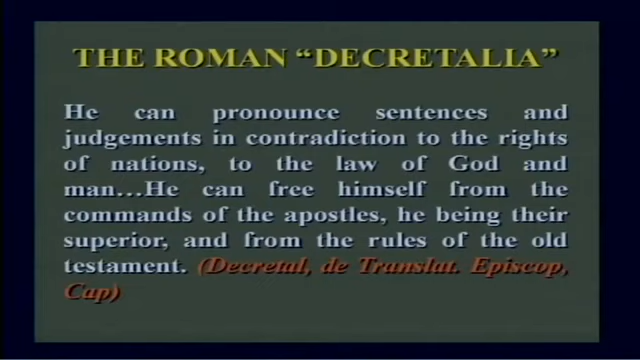 THE ROMAN “DECRETALIA”
He can pronounce sentences and
judgements in contradiction to the rights
of nations, to the law of God and
man...He can free himself from the
commands of the apostles, he being their
superior, and from the rules of the old
testament. (Decretal, de Translat. Episcop,
Cap)